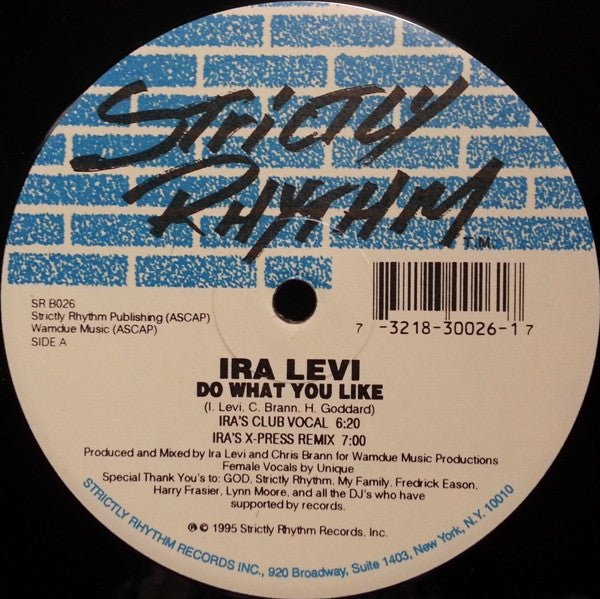 STRICTLY
RHYTHM
T.M.
SR B026
Strictly Rhythm Publishing (ASCAP)
Wamdue Music (ASCAP)
SIDE A
7 -3218-30026-1 7
IRA LEVI
DO WHAT YOU LIKE
(I. Levi, C. Brann, H. Goddard)
IRA'S CLUB VOCAL 6:20
IRA'S X-PRESS REMIX 7:00
Produced and Mixed by Ira Levi and Chris Brann for Wamdue Music Productions
Female Vocals by Unique
Special Thank You's to: GOD, Strictly Rhythm, My Family, Fredrick Eason,
Harry Frasier, Lynn Moore, and all the DJ's who have
supported by records.
℗ © 1995 Strictly Rhythm Records, Inc.
STRICTLY RHYTHM RECORDS INC., 920 Broadway, Suite 1403, New York, N.Y. 10010